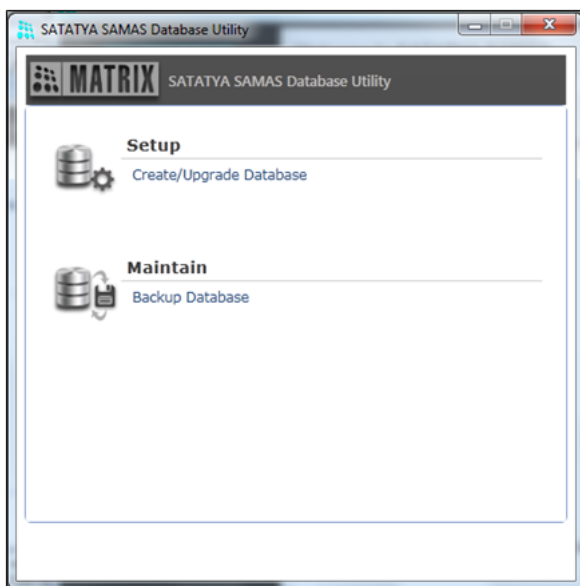 SATATYA SAMAS Database Utility
MATRIX SATATYA SAMAS Database Utility
Setup
Create/Upgrade Database
Maintain
Backup Database